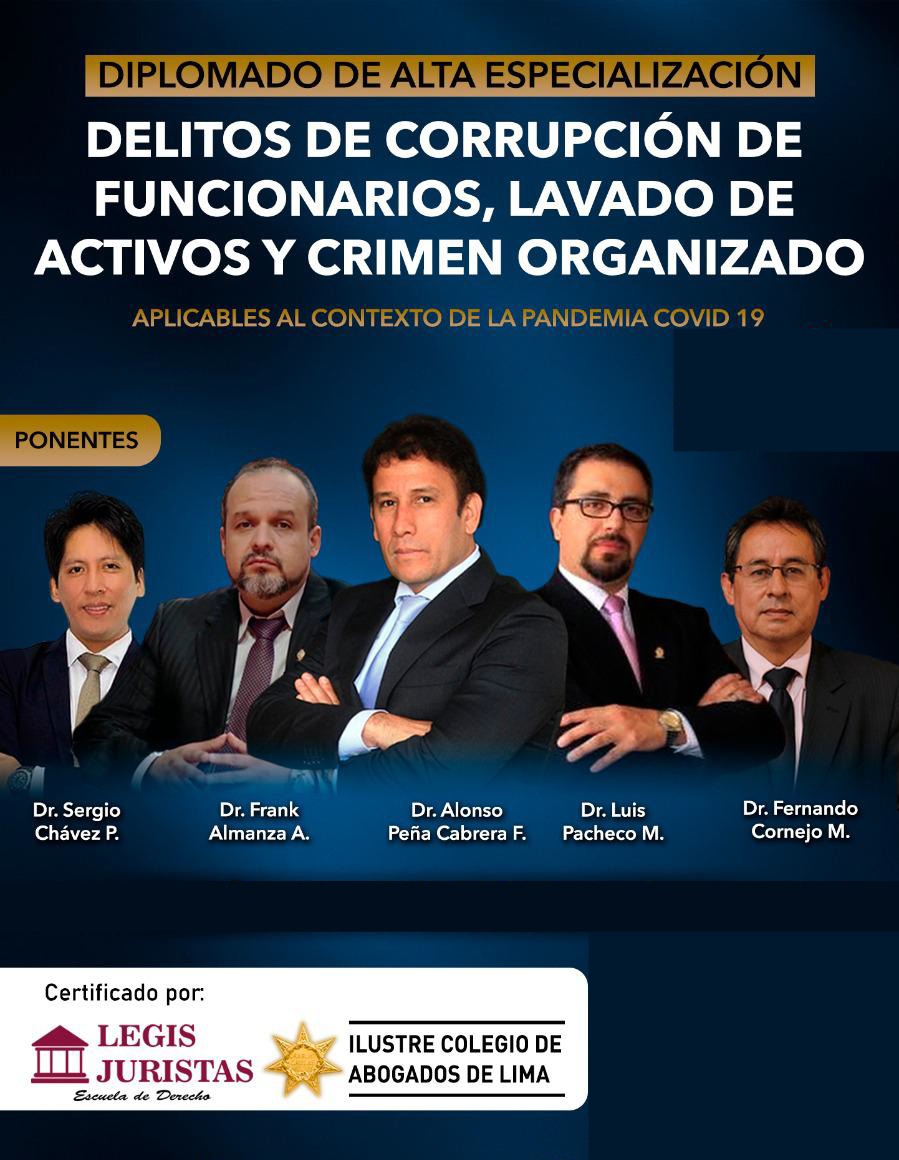 DIPLOMADO DE ALTA ESPECIALIZACIÓN
DELITOS DE CORRUPCIÓN DE
FUNCIONARIOS, LAVADO DE
ACTIVOS Y CRIMEN ORGANIZADO
APLICABLES AL CONTEXTO DE LA PANDEMIA COVID 19
PONENTES
Dr. Sergio
Chávez P.
Dr. Frank
Almanza A.
Dr. Alonso
Peña Cabrera F.
Dr. Luis
Pacheco M.
Dr. Fernando
Cornejo M.
Certificado por:
LEGIS
JURISTAS
Escuela de Derecho
ILUSTRE COLEGIO DE
ABOGADOS DE LIMA